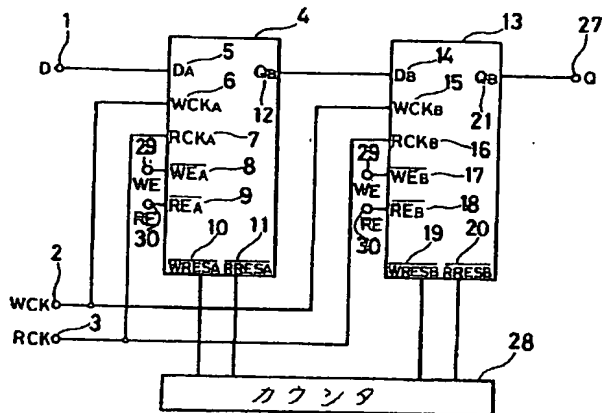 1
4
13
27
D
5
DA
QB
12
14
DB
QB
21
Q
6
WCKA
15
WCKB
RCKA
7
RCKB
16
29
WE
WEA
8
29
WE
WEB
17
RE
30
REA
9
RE
30
REB
18
10
11
WRESA
RRESA
19
20
WRESB
RRESB
2
WCK
3
RCK
28
カウンタ